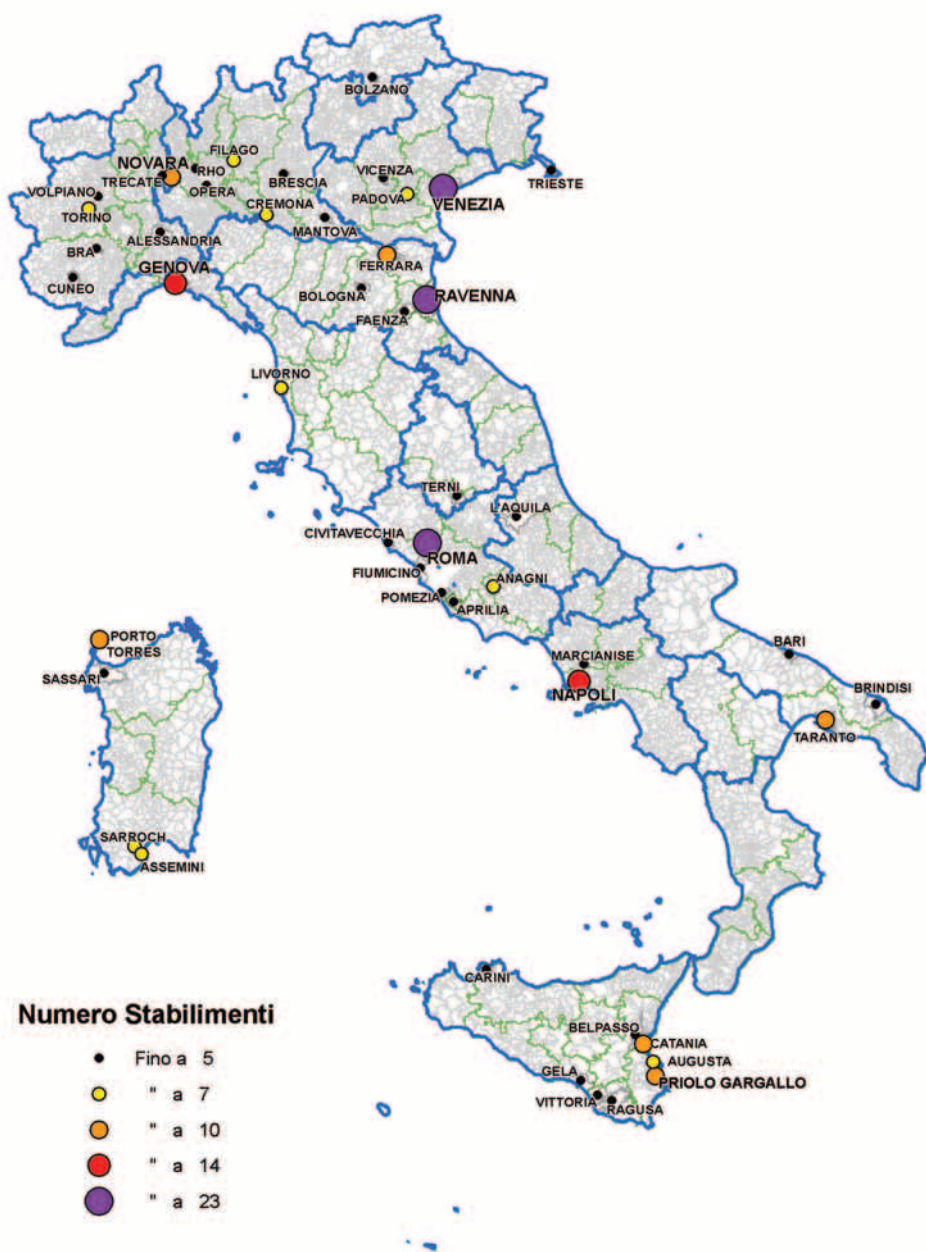 BOLZANO
FILAGO
NOVARA
RHO
TRECATE
OPERA
BRESCIA
VICENZA
TRIESTE
VOLPIANO
PADOVA
VENEZIA
TORINO
CREMONA
MANTOVA
ALESSANDRIA
BRA
GENOVA
FERRARA
CUNEO
BOLOGNA
RAVENNA
FAENZA
LIVORNO
TERNI
L'AQUILA
CIVITAVECCHIA
ROMA
FIUMICINO
ANAGNI
POMEZIA
APRILIA
PORTO
TORRES
SASSARI
MARCIANISE
BARI
NAPOLI
BRINDISI
TARANTO
SARROCH
ASSEMINI
CARINI
BELPASSO
CATANIA
AUGUSTA
GELA
PRIOLO GARGALLO
VITTORIA
RAGUSA
Numero Stabilimenti
Fino a 5
" a 7
" a 10
" a 14
" a 23